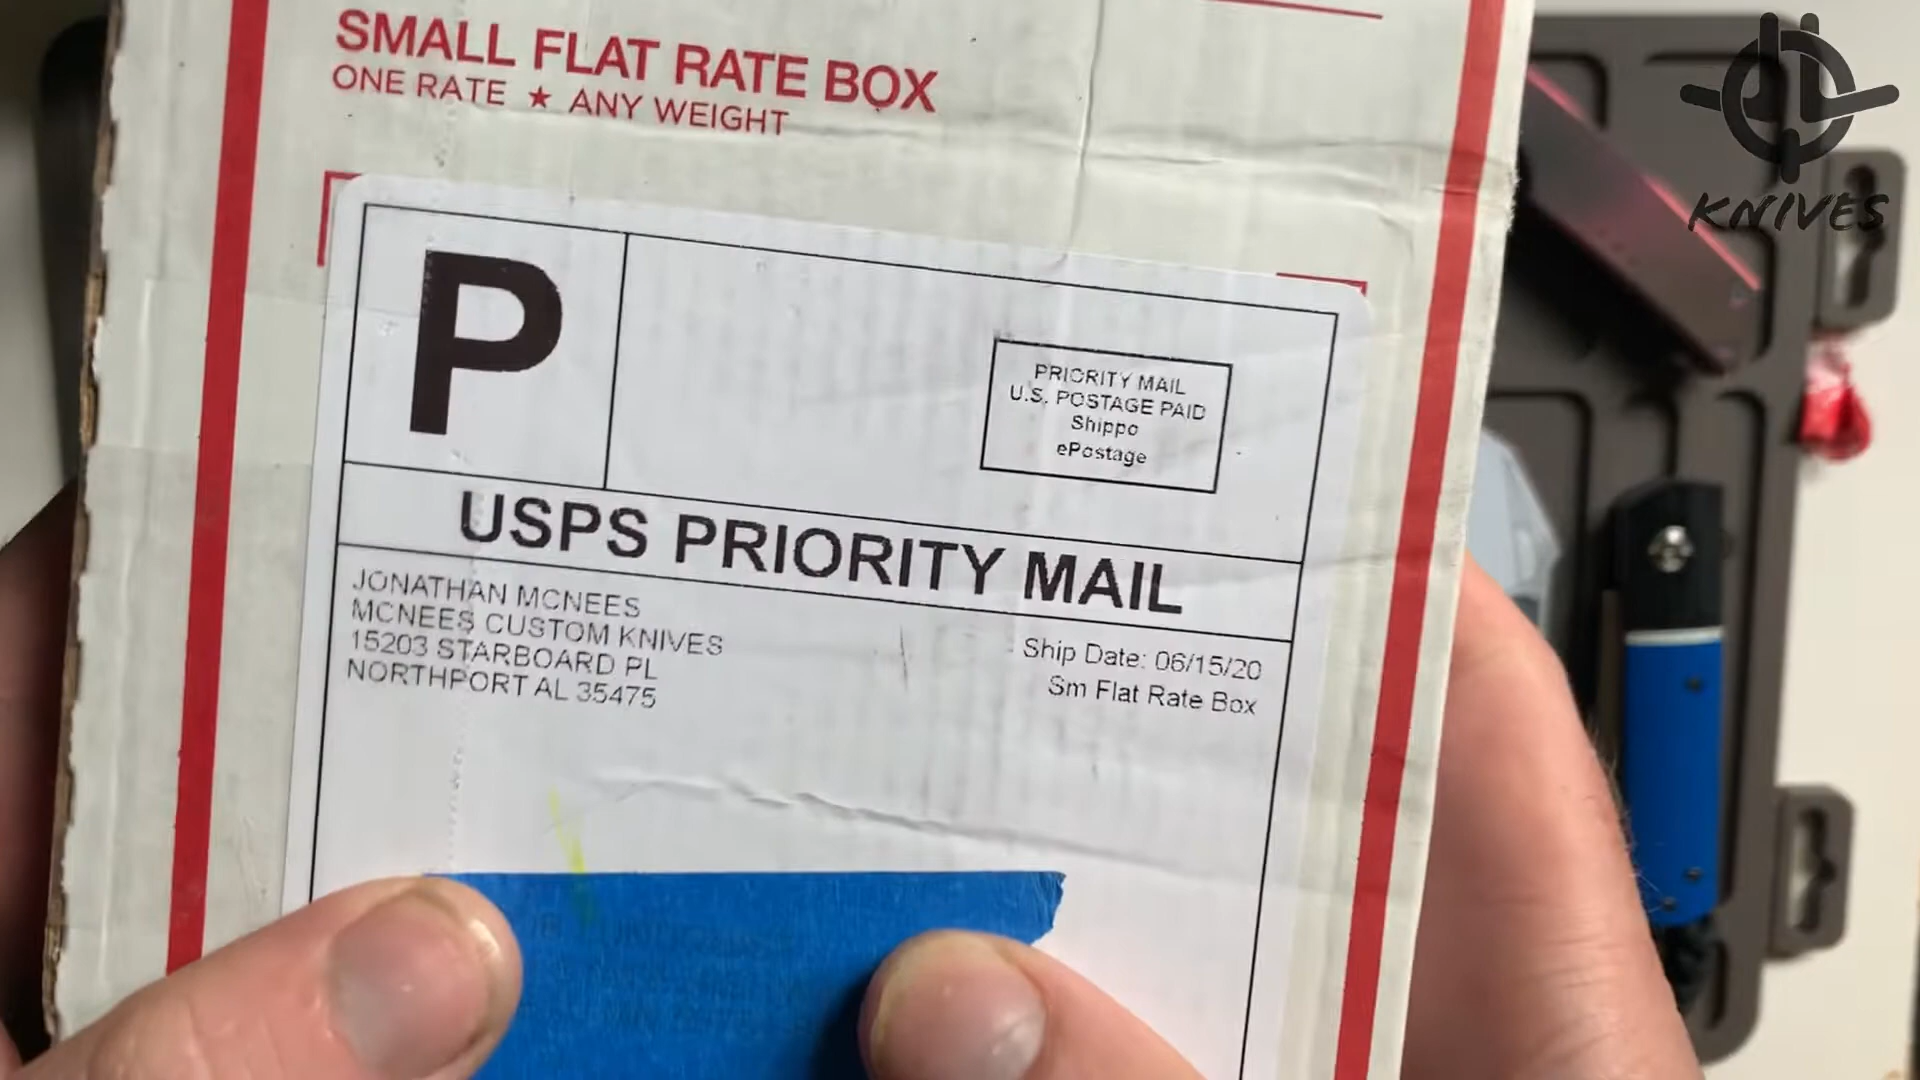 SMALL FLAT RATE BOX
ONE RATE ★ ANY WEIGHT
KNIVES
P
PRIORITY MAIL
U.S. POSTAGE PAID
Shippo
ePostage
USPS PRIORITY MAIL
JONATHAN MCNEES
MCNEES CUSTOM KNIVES
15203 STARBOARD PL
NORTHPORT AL 35475
Ship Date: 06/15/20
Sm Flat Rate Box